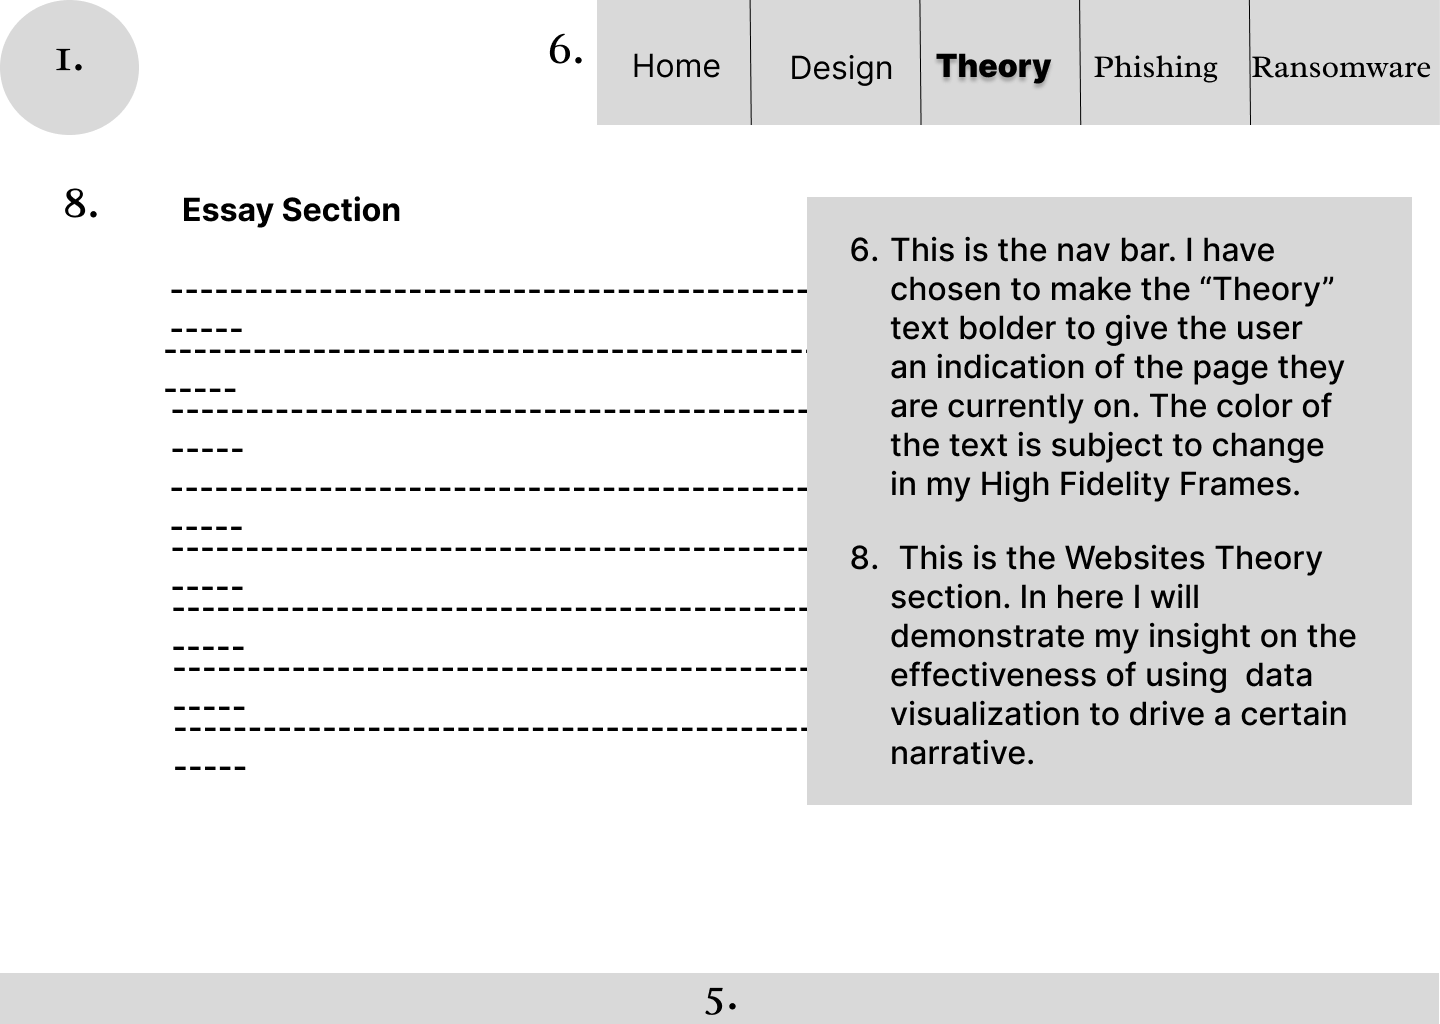 1.
6.
Home Design Theory Phishing Ransomware
8.
Essay Section
--------------------------------------------
-----
--------------------------------------------
-----
--------------------------------------------
-----
--------------------------------------------
-----
--------------------------------------------
-----
--------------------------------------------
-----
--------------------------------------------
-----
--------------------------------------------
-----
6. This is the nav bar. I have
chosen to make the “Theory”
text bolder to give the user
an indication of the page they
are currently on. The color of
the text is subject to change
in my High Fidelity Frames.
8. This is the Websites Theory
section. In here I will
demonstrate my insight on the
effectiveness of using  data
visualization to drive a certain
narrative.
5.